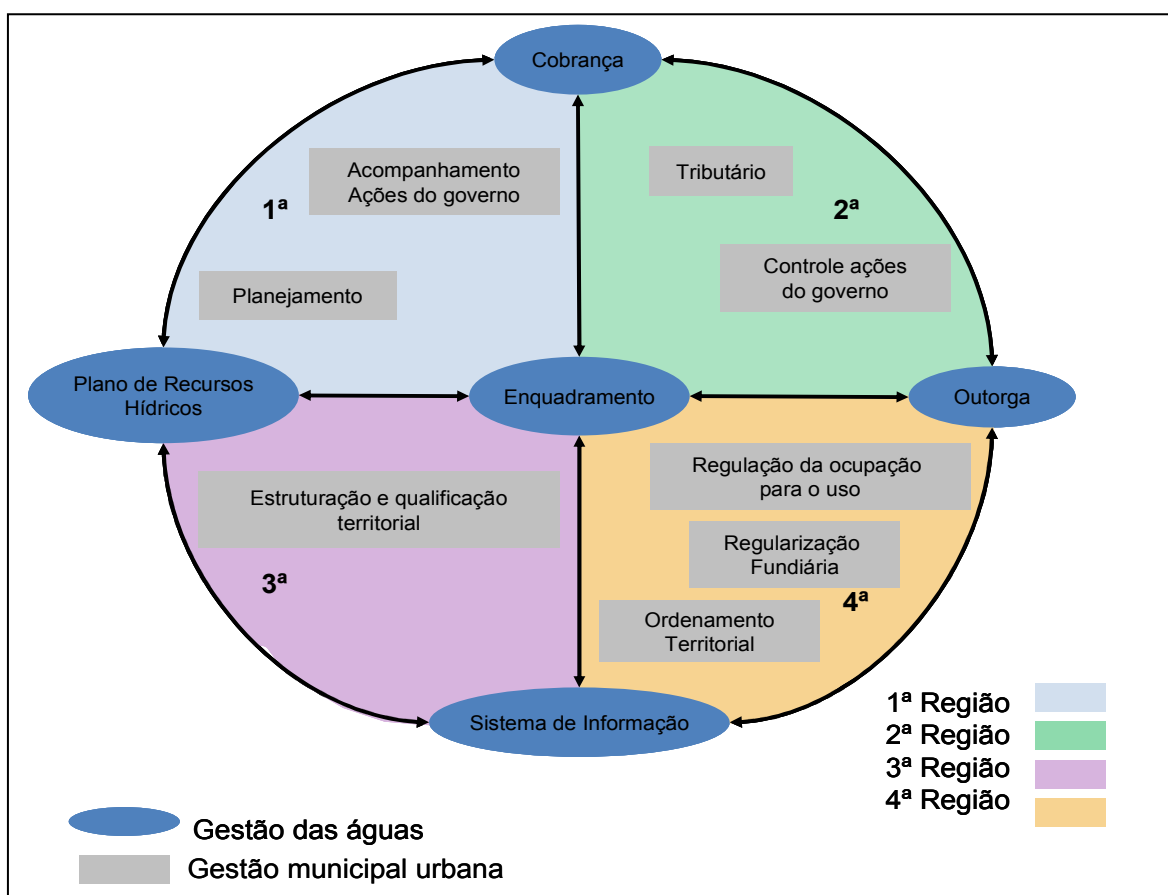 Cobrança
Acompanhamento
Ações do governo
1ª
Planejamento
Tributário
2ª
Controle ações
do governo
Plano de Recursos
Hídricos
Enquadramento
Outorga
Estruturação e qualificação
territorial
3ª
Regulação da ocupação
para o uso
Regularização
Fundiária
4ª
Ordenamento
Territorial
Sistema de Informação
1ª Região
2ª Região
3ª Região
4ª Região
Gestão das águas
Gestão municipal urbana